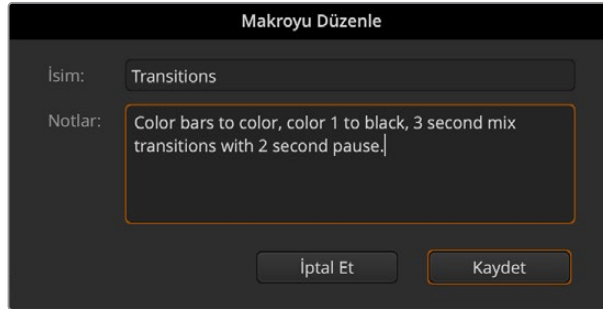 Makroyu Düzenle
İsim: Transitions
Notlar: Color bars to color, color 1 to black, 3 second mix
transitions with 2 second pause.
İptal Et Kaydet